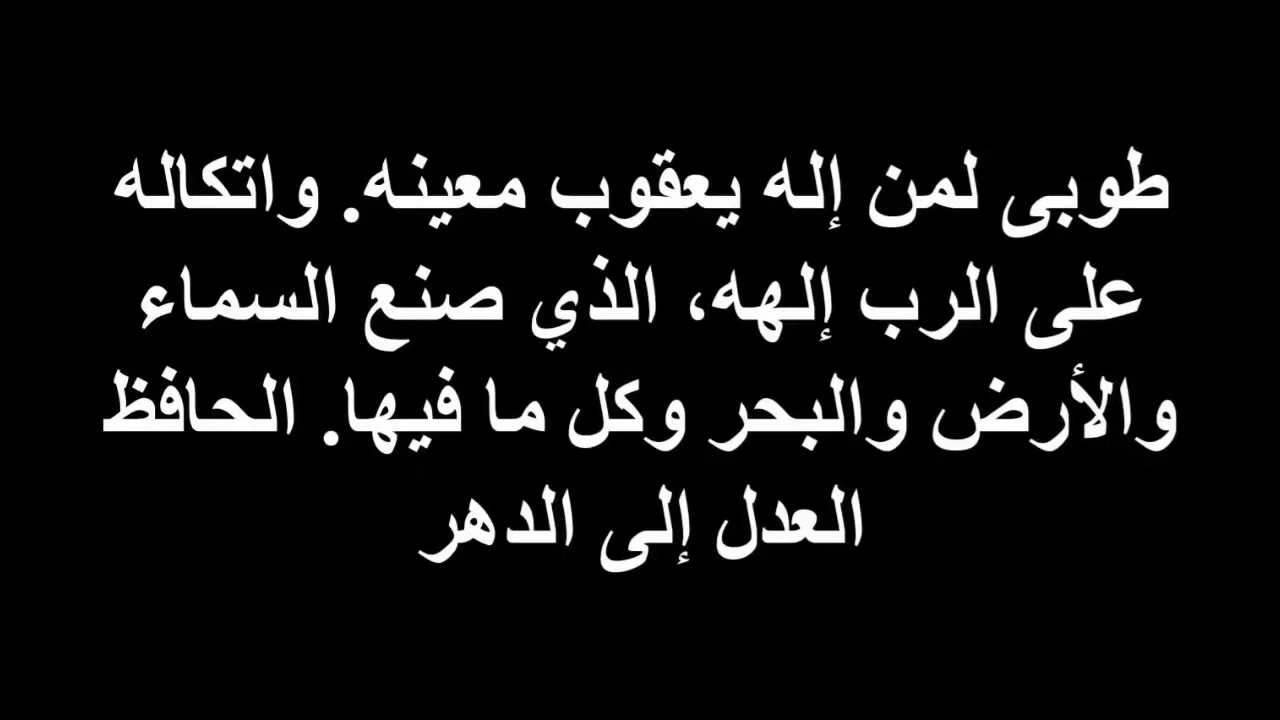 طوبى لمن إله يعقوب معينه. واتكاله
على الرب إلهه، الذي صنع السماء
والأرض والبحر وكل ما فيها. الحافظ
العدل إلى الدهر